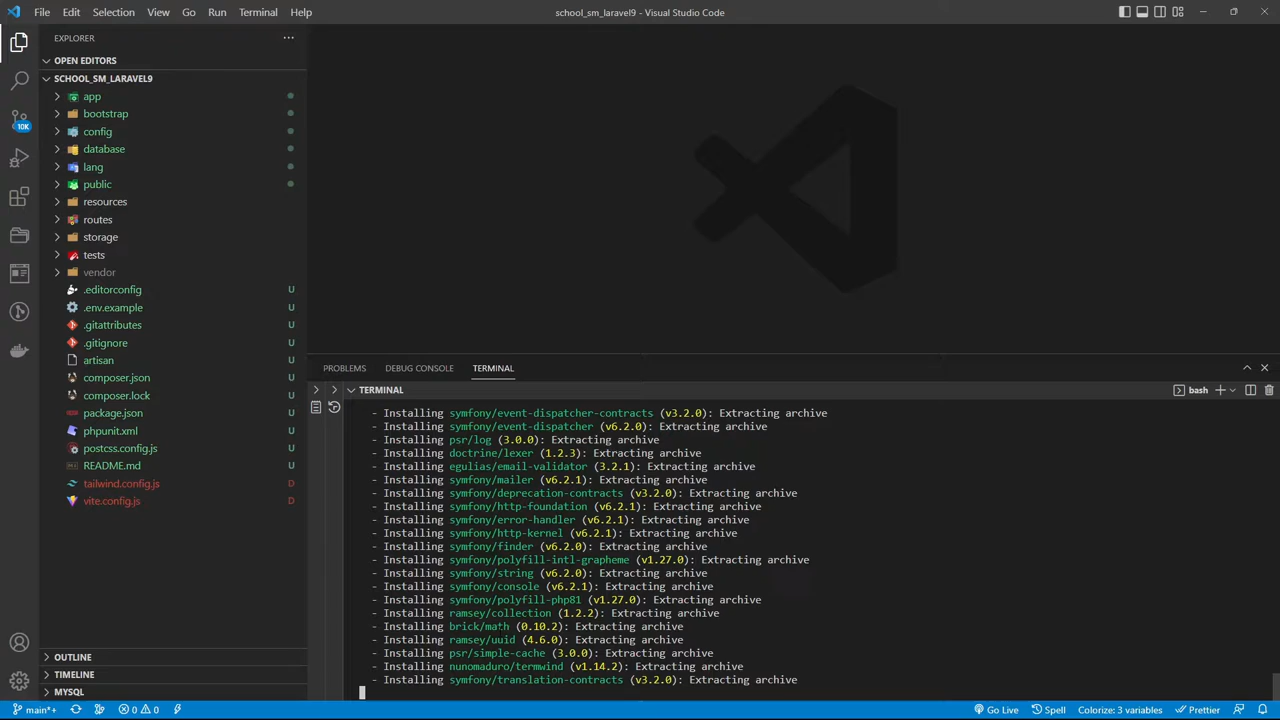 File Edit Selection View Go Run Terminal Help
school_sm_laravel9 - Visual Studio Code
EXPLORER
OPEN EDITORS
SCHOOL_SM_LARAVEL9
app
bootstrap
config
database
lang
public
resources
routes
storage
tests
vendor
.editorconfig U
.env.example U
.gitattributes U
.gitignore U
artisan U
composer.json U
composer.lock U
package.json U
phpunit.xml U
postcss.config.js U
README.md U
tailwind.config.js D
vite.config.js D
OUTLINE
TIMELINE
MYSQL
10K
PROBLEMS DEBUG CONSOLE TERMINAL
TERMINAL
bash
- Installing symfony/event-dispatcher-contracts (v3.2.0): Extracting archive
- Installing symfony/event-dispatcher (v6.2.0): Extracting archive
- Installing psr/log (3.0.0): Extracting archive
- Installing doctrine/lexer (1.2.3): Extracting archive
- Installing egulias/email-validator (3.2.1): Extracting archive
- Installing symfony/mailer (v6.2.1): Extracting archive
- Installing symfony/deprecation-contracts (v3.2.0): Extracting archive
- Installing symfony/http-foundation (v6.2.1): Extracting archive
- Installing symfony/error-handler (v6.2.1): Extracting archive
- Installing symfony/http-kernel (v6.2.1): Extracting archive
- Installing symfony/finder (v6.2.0): Extracting archive
- Installing symfony/polyfill-intl-grapheme (v1.27.0): Extracting archive
- Installing symfony/string (v6.2.0): Extracting archive
- Installing symfony/console (v6.2.1): Extracting archive
- Installing symfony/polyfill-php81 (v1.27.0): Extracting archive
- Installing ramsey/collection (1.2.2): Extracting archive
- Installing brick/math (0.10.2): Extracting archive
- Installing ramsey/uuid (4.6.0): Extracting archive
- Installing psr/simple-cache (3.0.0): Extracting archive
- Installing nunomaduro/termwind (v1.14.2): Extracting archive
- Installing symfony/translation-contracts (v3.2.0): Extracting archive
main*+ 0 0 Go Live Spell Colorize: 3 variables Prettier